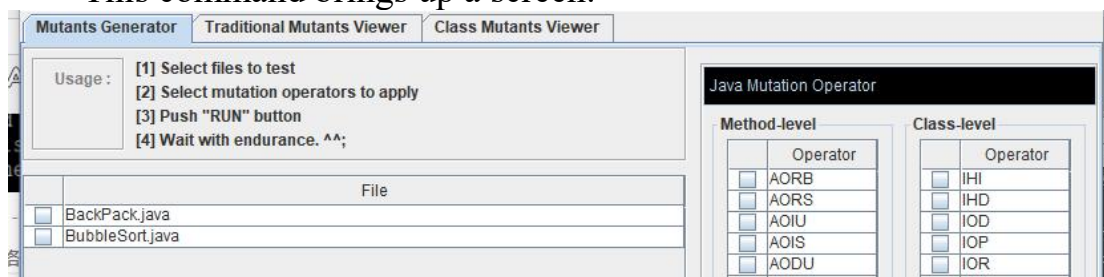 This command brings up a screen.
Mutants Generator Traditional Mutants Viewer Class Mutants Viewer
Usage :
[1] Select files to test
[2] Select mutation operators to apply
[3] Push "RUN" button
[4] Wait with endurance. ^^;
File
BackPack.java
BubbleSort.java
Java Mutation Operator
Method-level
Operator
AORB
AORS
AOIU
AOIS
AODU
Class-level
Operator
IHI
IHD
IOD
IOP
IOR